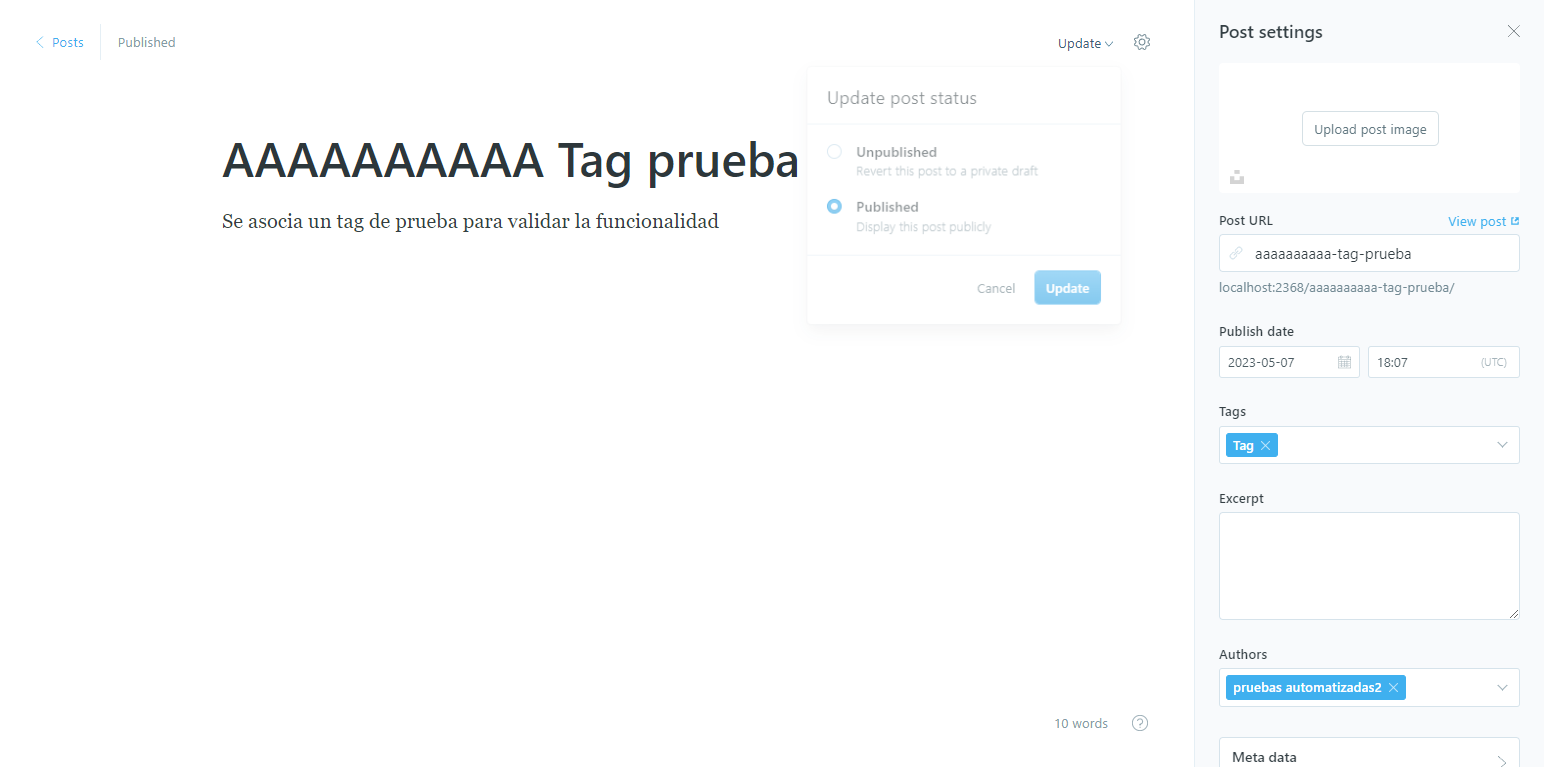 Posts
Published
Update
AAAAAAAAAA Tag prueba
Se asocia un tag de prueba para validar la funcionalidad
Update post status
Unpublished
Revert this post to a private draft
Published
Display this post publicly
Cancel
Update
10 words
?
Post settings
Upload post image
Post URL
View post
aaaaaaaaaa-tag-prueba
localhost:2368/aaaaaaaaaa-tag-prueba/
Publish date
2023-05-07
18:07
(UTC)
Tags
Tag
Excerpt
Authors
pruebas automatizadas2
Meta data